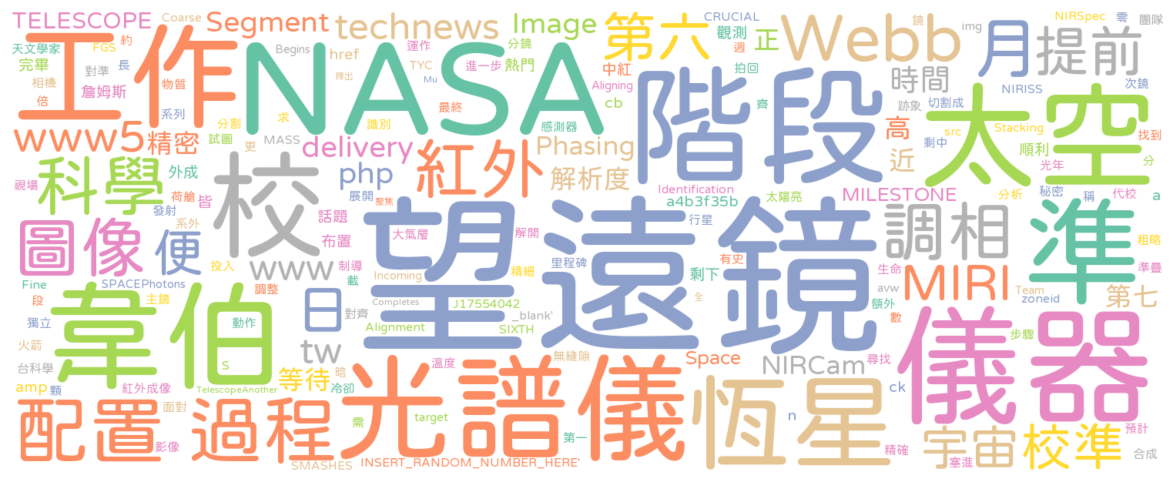 TELESCOPE Segment technews Image 第六 CRUCIAL Webb 月 提前 NIRSpec 零 團隊
Coarse 約 href 分鏡 觀測 正 img 鏡
天文學家 FGS 運作 TYC 進一步 熱門 週
工作 NASA 階段 太空
完畢 相機 對準 長 中紅 拍回 時間 NIRISS 次鏡
詹姆斯 倍 物質 釋出 Mu Aligning cb 齊 跡象 切割成
系列 分割 求 最終 識別 感測器 高 src Stacking 找到
www5 精密 試圖 更 MASS delivery 紅外 Phasing 剩中 順利 光年 分
科學 外成 校 php 解析度 近 分析 秘密 準
視場 荷艙 皆 展開 聚焦 Identification 太陽亮 MILESTONE 稱 代校 a
發射 系外 話題 a4b3f35b 行星
圖像 便 布置 大氣層 望遠鏡 解開 調相 粗略
投入 www 制導 載 里程碑 有史 生命 準疊
Fine SPACEPhotons 調整 Incoming 精細 剩下 avw MIRI Team 第七
段 主鏡 日 Completes J17554042 全 額外 zoneid
韋伯 獨立 動作 對齊 _blank' 數 儀器
火箭 S Alignment SIXTH 步驟
台科學 tw 無縫隙 Space NIRCam 尋找
amp 顆 紅外成像 TelescopeAnother 等待 暗 冷卻 溫度 ck
配置 過程 光譜儀 恆星
面對 需 target n
影像 第一 精確 宇宙 校準 預計
SMASHES INSERT_RANDOM_NUMBER_HERE' 塞進 合成
Begins